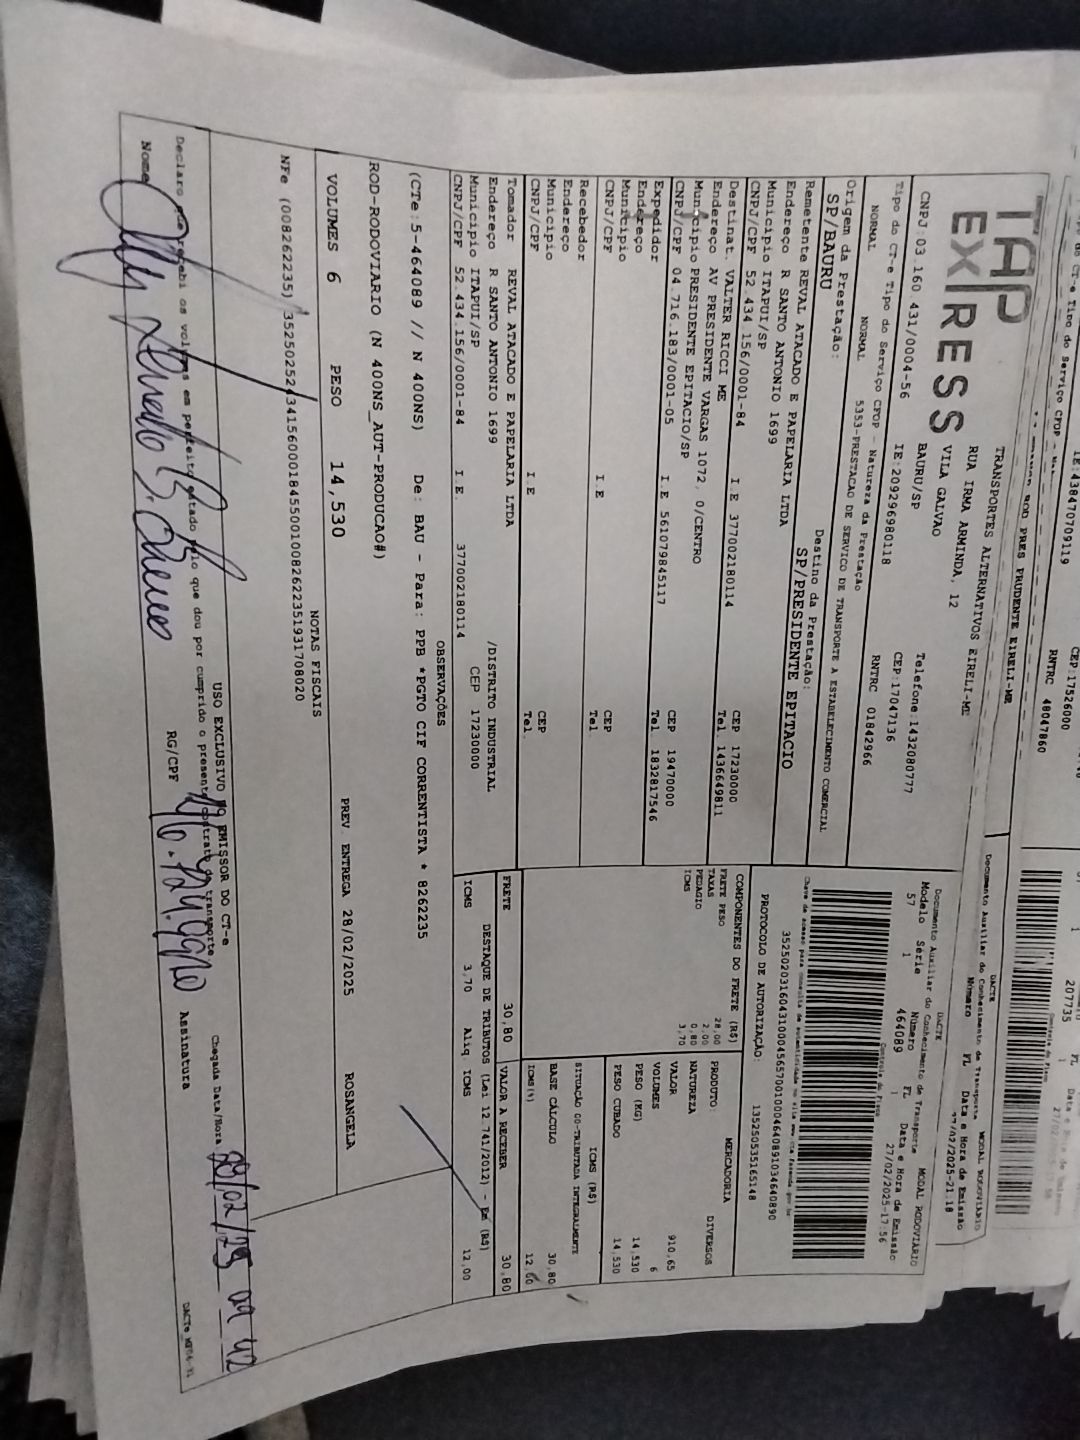 TAP
EXPRESS
TRANSPORTES ALTERNATIVOS EIRELI-ME
RUA IRMA ARMINDA, 12
VILA GALVAO
BAURU/SP
CNPJ:03.160.431/0004-56
IE:209296980118
CEP:17047136
Telefone:1432080777
RNTRC 01842966
Tipo do CT-e Tipo do Serviço CFOP - Natureza da Prestação
NORMAL NORMAL 5353-PRESTACAO DE SERVICO DE TRANSPORTE A ESTABELECIMENTO COMERCIAL
DACTE MODAL RODOVIÁRIO
Documento Auxiliar do Conhecimento de Transporte
Modelo Série Número FL Data e Hora de Emissão
57 1 464089 1 27/02/2025-17:56
Controle do Fisco
35250203160431000456570010004640891034640890
PROTOCOLO DE AUTORIZAÇÃO: 135250535165148
Origem da Prestação:
SP/BAURU
Destino da Prestação:
SP/PRESIDENTE EPITACIO
Remetente REVAL ATACADO E PAPELARIA LTDA
Endereço R SANTO ANTONIO 1699
Município ITAPUI/SP CEP 17230000
CNPJ/CPF 52.434.156/0001-84 I.E 377002180114 Tel. 1436649811
Destinat. VALTER RICCI ME
Endereço AV PRESIDENTE VARGAS 1072, 0/CENTRO
Município PRESIDENTE EPITACIO/SP CEP 19470000
CNPJ/CPF 04.716.183/0001-05 I.E 561079845117 Tel. 1832817546
Expedidor
Endereço
Município CEP
CNPJ/CPF I.E Tel
Recebedor
Endereço
Município CEP
CNPJ/CPF I.E Tel.
Tomador REVAL ATACADO E PAPELARIA LTDA
Endereço R SANTO ANTONIO 1699 /DISTRITO INDUSTRIAL
Município ITAPUI/SP CEP 17230000
CNPJ/CPF 52.434.156/0001-84 I.E. 377002180114
COMPONENTES DO FRETE (R$)
FRETE PESO 28,00
TAXAS 2,00
PEDAGIO 0,80
ICMS 3,70
MERCADORIA
PRODUTO: DIVERSOS
NATUREZA
VALOR 910,65
VOLUMES 6
PESO (KG) 14,530
PESO CUBADO 14,530
ICMS (R$)
BASE CÁLCULO 30,80
ICMS(%) 12,00
FRETE 30,80 VALOR A RECEBER 30,80
DESTAQUE DE TRIBUTOS (Lei 12.741/2012) - Em (R$)
ICMS 3,70 Aliq. ICMS 12,00
OBSERVAÇÕES
(CTe:5-464089 // N 400NS) De: BAU - Para: PPB *PGTO CIF CORRENTISTA * 8262235
ROD-RODOVIARIO (N 400NS_AUT-PRODUCAO#)
VOLUMES 6 PESO 14,530 PREV. ENTREGA 28/02/2025 ROSANGELA
NOTAS FISCAIS
USO EXCLUSIVO DO EMISSOR DO CT-e
Declaro que recebi os volumes em perfeito estado pelo que dou por cumprido o presente contrato de transporte
Chegada Data/Hora
Nome RG/CPF Assinatura